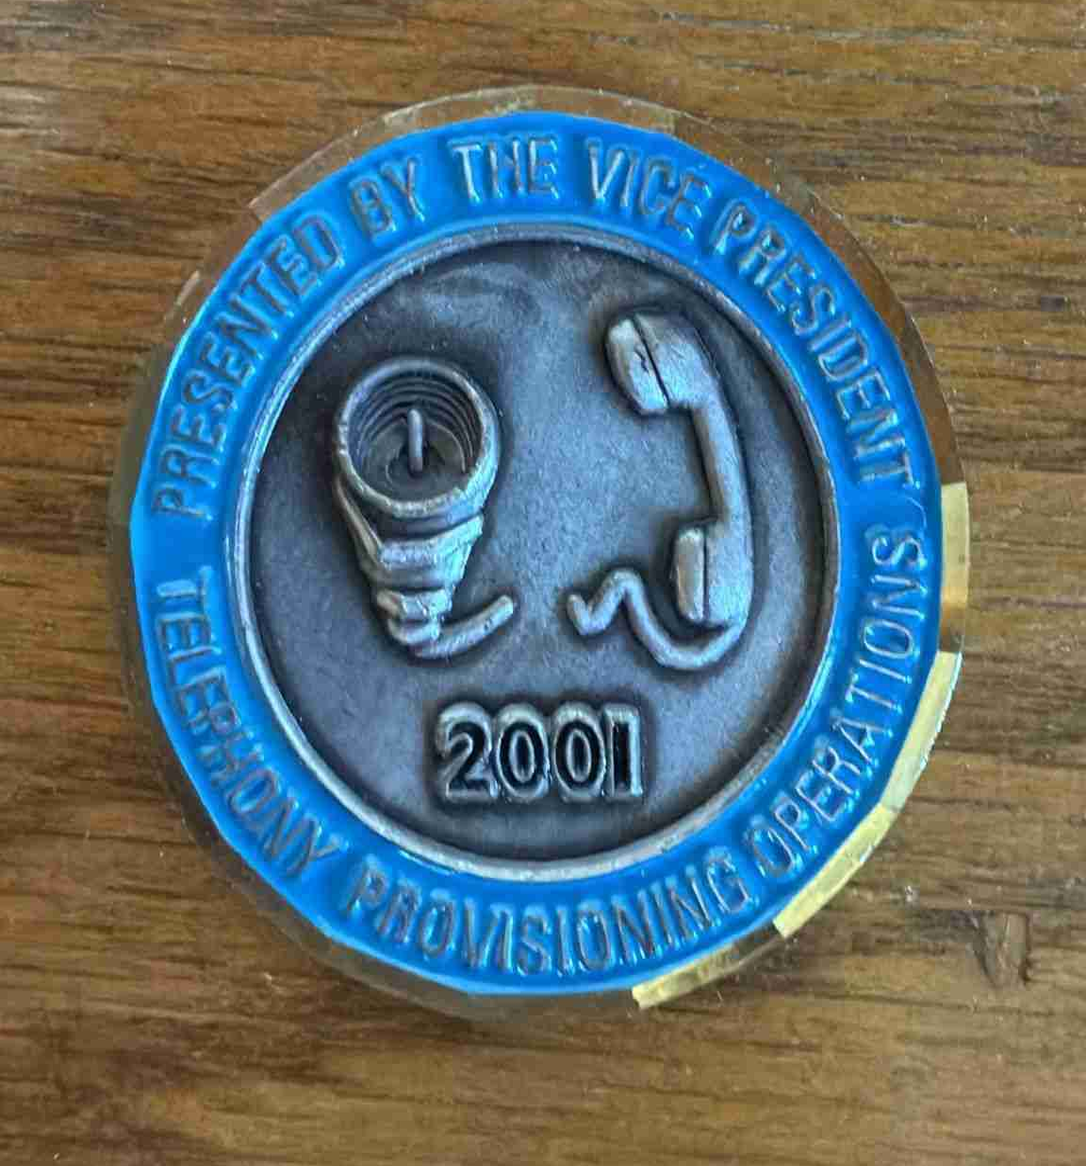 PRESENTED BY THE VICE PRESIDENT
TELEPHONY PROVISIONING OPERATIONS
2001